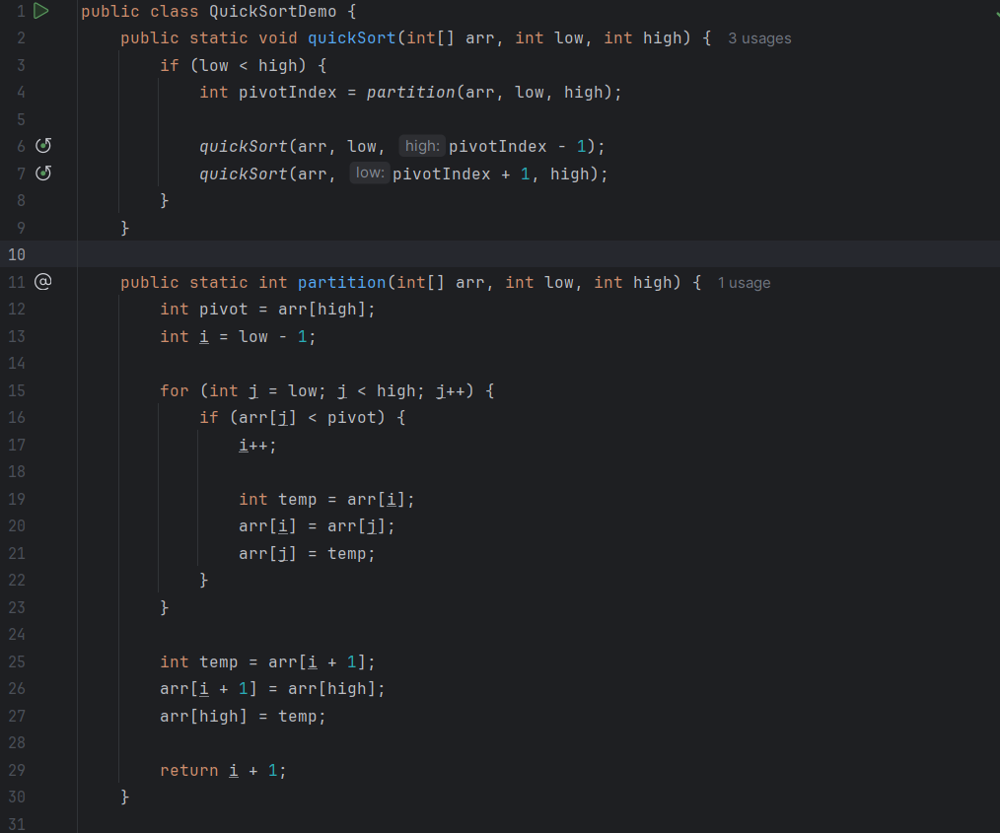 1 public class QuickSortDemo {
2 public static void quickSort(int[] arr, int low, int high) { 3 usages
3 if (low < high) {
4 int pivotIndex = partition(arr, low, high);
5
6 quickSort(arr, low, high: pivotIndex - 1);
7 quickSort(arr, low: pivotIndex + 1, high);
8 }
9 }
10
11 @ public static int partition(int[] arr, int low, int high) { 1 usage
12 int pivot = arr[high];
13 int i = low - 1;
14
15 for (int j = low; j < high; j++) {
16 if (arr[j] < pivot) {
17 i++;
18
19 int temp = arr[i];
20 arr[i] = arr[j];
21 arr[j] = temp;
22 }
23 }
24
25 int temp = arr[i + 1];
26 arr[i + 1] = arr[high];
27 arr[high] = temp;
28
29 return i + 1;
30 }
31